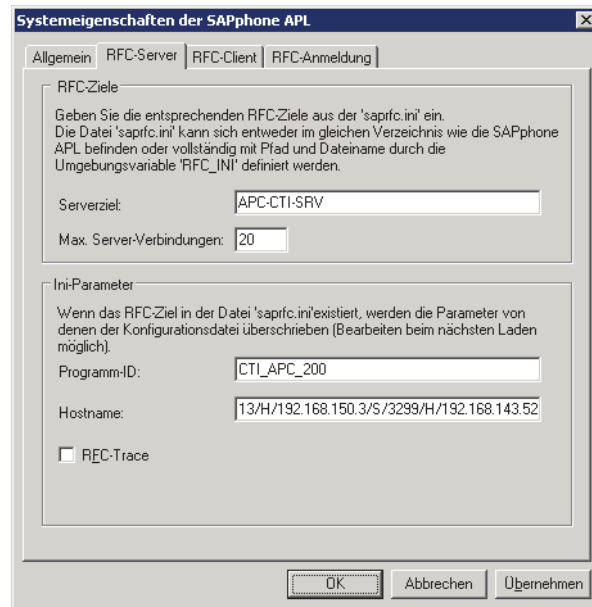 Systemeigenschaften der SAPphone APL
Allgemein RFC-Server RFC-Client RFC-Anmeldung
RFC-Ziele
Geben Sie die entsprechenden RFC-Ziele aus der 'saprfc.ini' ein.
Die Datei 'saprfc.ini' kann sich entweder im gleichen Verzeichnis wie die SAPphone
APL befinden oder vollständig mit Pfad und Dateiname durch die
Umgebungsvariable 'RFC_INI' definiert werden.
Serverziel: APC-CTI-SRV
Max. Server-Verbindungen: 20
Ini-Parameter
Wenn das RFC-Ziel in der Datei 'saprfc.ini'existiert, werden die Parameter von
denen der Konfigurationsdatei überschrieben (Bearbeiten beim nächsten Laden
möglich).
Programm-ID: CTI_APC_200
Hostname: 13/H/192.168.150.3/S/3299/H/192.168.143.52
RFC-Trace
OK Abbrechen Übernehmen